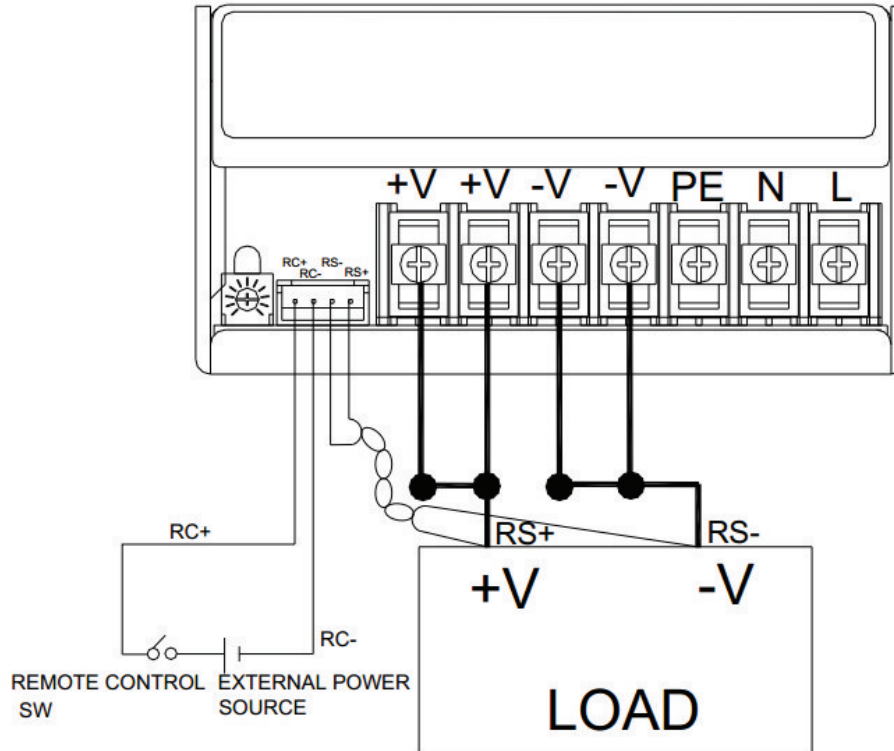 +V +V -V -V PE N L
RC+ RS-
RC- RS+
RC+
RS+ RS-
+V -V
RC-
REMOTE CONTROL EXTERNAL POWER
SW SOURCE
LOAD